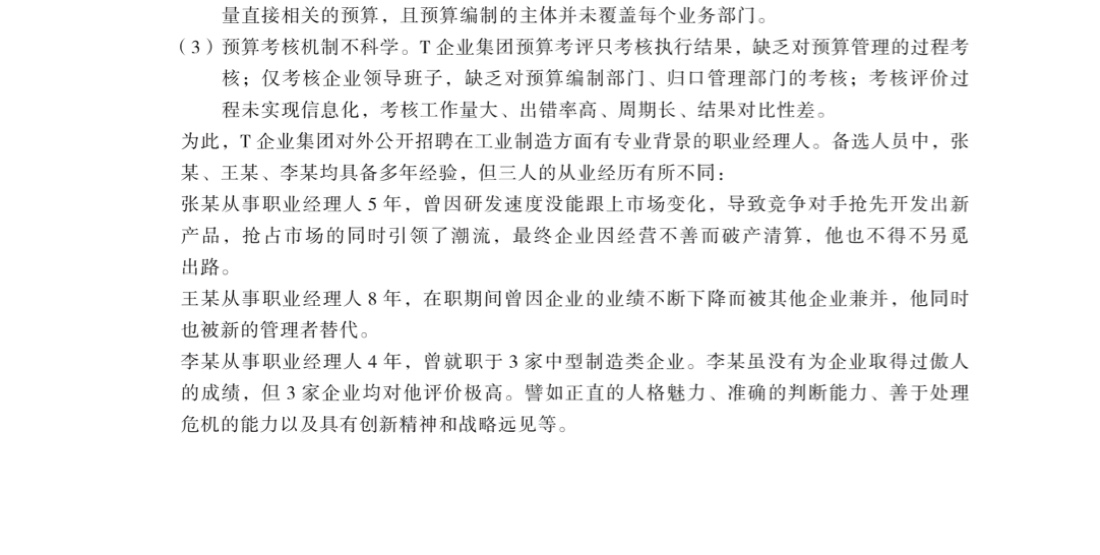 量直接相关的预算，且预算编制的主体并未覆盖每个业务部门。
（3）预算考核机制不科学。T 企业集团预算考评只考核执行结果，缺乏对预算管理的过程考
核；仅考核企业领导班子，缺乏对预算编制部门、归口管理部门的考核；考核评价过
程未实现信息化，考核工作量大、出错率高、周期长、结果对比性差。
为此，T 企业集团对外公开招聘在工业制造方面有专业背景的职业经理人。备选人员中，张
某、王某、李某均具备多年经验，但三人的从业经历有所不同：
张某从事职业经理人 5 年，曾因研发速度没能跟上市场变化，导致竞争对手抢先开发出新
产品，抢占市场的同时引领了潮流，最终企业因经营不善而破产清算，他也不得不另觅
出路。
王某从事职业经理人 8 年，在职期间曾因企业的业绩不断下降而被其他企业兼并，他同时
也被新的管理者替代。
李某从事职业经理人 4 年，曾就职于 3 家中型制造类企业。李某虽没有为企业取得过傲人
的成绩，但 3 家企业均对他评价极高。譬如正直的人格魅力、准确的判断能力、善于处理
危机的能力以及具有创新精神和战略远见等。